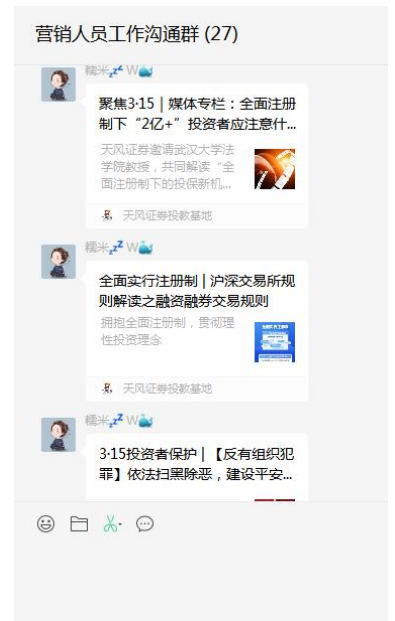 营销人员工作沟通群 (27)
糯米💤W🐳
聚焦3·15 | 媒体专栏：全面注册
制下“2亿+”投资者应注意什...
天风证券邀请武汉大学法
学院教授，共同解读“全
面注册制下的投保新机...
天风证券投教基地
糯米💤W🐳
全面实行注册制 | 沪深交易所规
则解读之融资融券交易规则
拥抱全面注册制，贯彻理
性投资理念
天风证券投教基地
糯米💤W🐳
3·15投资者保护 | 【反有组织犯
罪】依法扫黑除恶，建设平安...